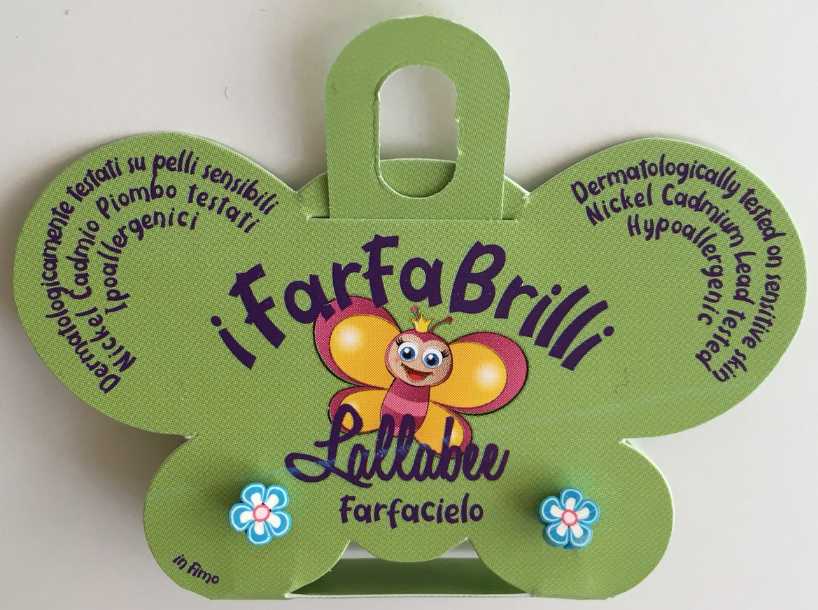 Dermatologicamente testati su pelli sensibili
Nickel Cadmio Piombo testati
Ipoallergenici
Dermatologically tested on sensitive skin
Nickel Cadmium Lead tested
Hypoallergenic
i FarFaBrilli
Lallabee
Farfacielo
in fimo